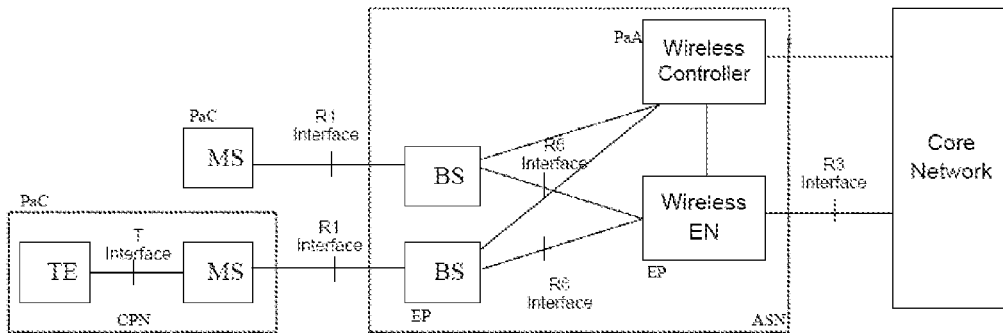 PaA
Wireless
Controller
PaC
MS
R1
Interface
BS
R6
Interface
Core
Network
R3
Interface
Wireless
EN
EP
PaC
TE
T
Interface
MS
CPN
R1
Interface
BS
EP
R6
Interface
ASN